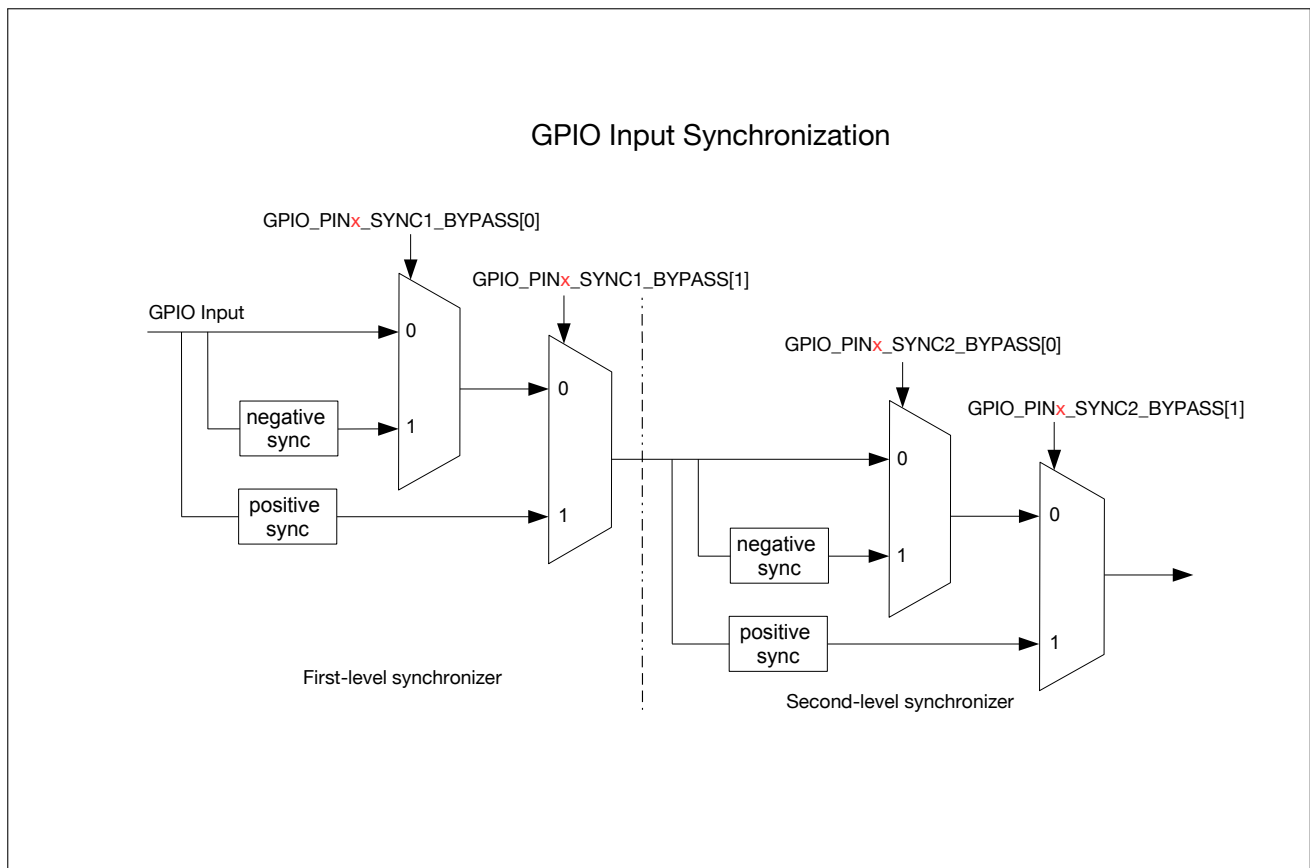 GPIO Input Synchronization
GPIO_PINx_SYNC1_BYPASS[0]
GPIO_PINx_SYNC1_BYPASS[1]
GPIO Input
0
1
negative
sync
positive
sync
0
1
First-level synchronizer
GPIO_PINx_SYNC2_BYPASS[0]
GPIO_PINx_SYNC2_BYPASS[1]
0
1
negative
sync
positive
sync
0
1
Second-level synchronizer